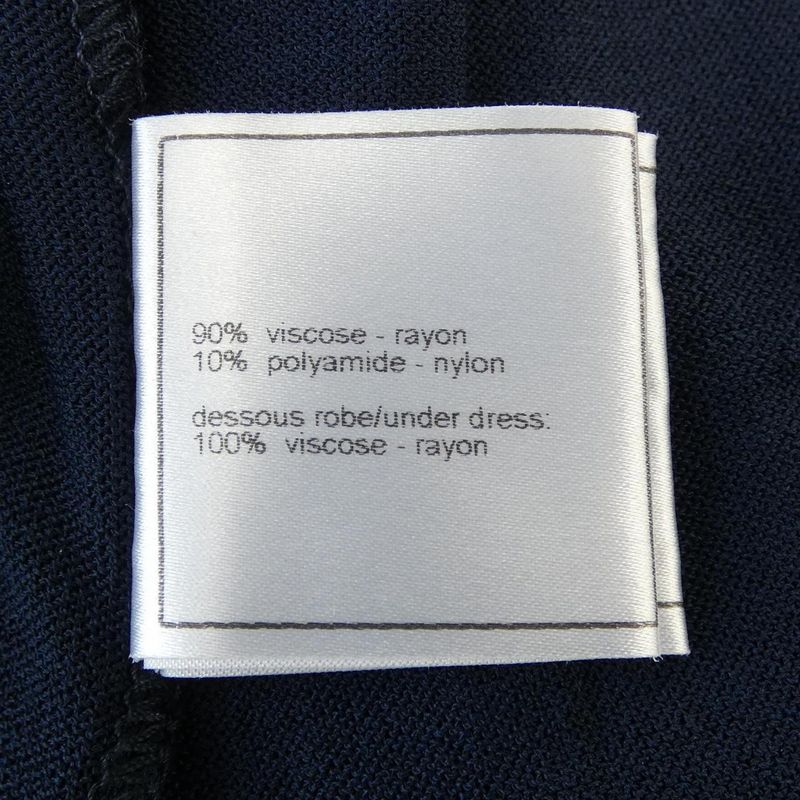 90% viscose - rayon
10% polyamide - nylon
dessous robe/under dress:
100% viscose - rayon